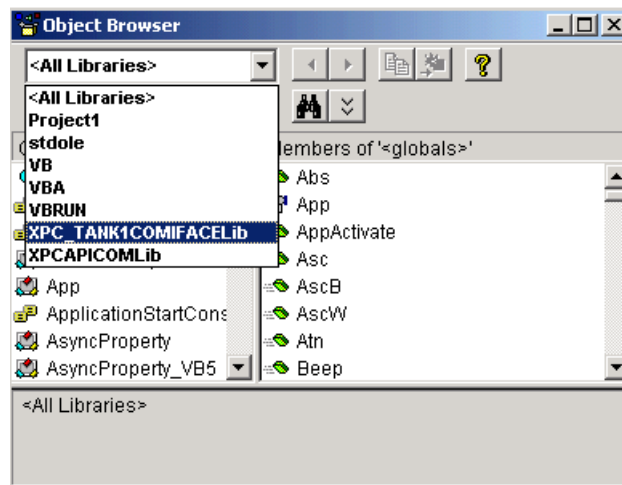 Object Browser
<All Libraries>
<All Libraries>
Project1
stdole
VB
VBA
VBRUN
XPC_TANK1COMIFACELib
XPCAPICOMLib
App
ApplicationStartCons
AsyncProperty
AsyncProperty_VB5
Members of '<globals>'
Abs
App
AppActivate
Asc
AscB
AscW
Atn
Beep
<All Libraries>